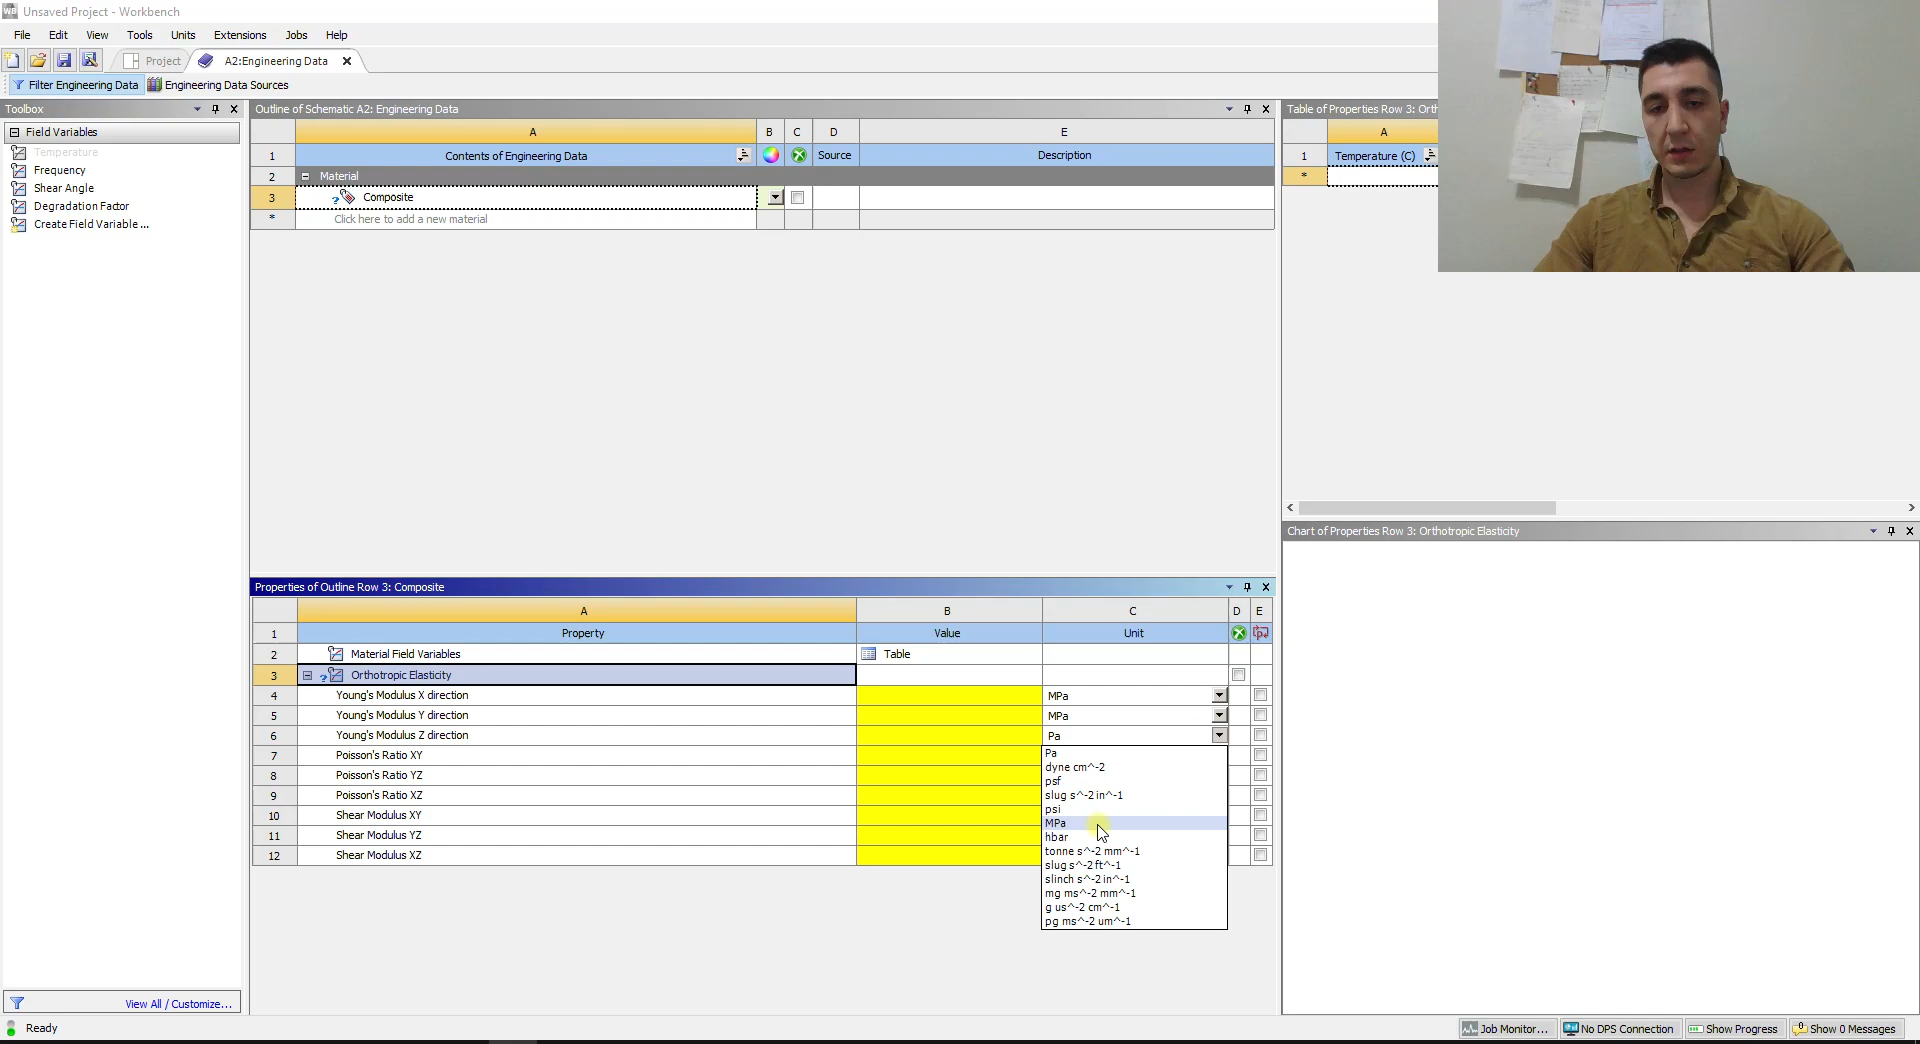 Unsaved Project - Workbench
File Edit View Tools Units Extensions Jobs Help
Project A2:Engineering Data
Filter Engineering Data Engineering Data Sources
Toolbox
Field Variables
Temperature
Frequency
Shear Angle
Degradation Factor
Create Field Variable ...
View All / Customize...
Outline of Schematic A2: Engineering Data
A B C D E
1 Contents of Engineering Data Source Description
2 Material
3 Composite
* Click here to add a new material
Table of Properties Row 3: Orth
A
1 Temperature (C)
*
Properties of Outline Row 3: Composite
A B C D E
1 Property Value Unit
2 Material Field Variables Table
3 Orthotropic Elasticity
4 Young's Modulus X direction MPa
5 Young's Modulus Y direction MPa
6 Young's Modulus Z direction Pa
7 Poisson's Ratio XY
8 Poisson's Ratio YZ
9 Poisson's Ratio XZ
10 Shear Modulus XY
11 Shear Modulus YZ
12 Shear Modulus XZ
Pa
dyne cm^-2
psf
slug s^-2 in^-1
psi
MPa
hbar
tonne s^-2 mm^-1
slug s^-2 ft^-1
slinch s^-2 in^-1
mg ms^-2 mm^-1
g us^-2 cm^-1
pg ms^-2 um^-1
Chart of Properties Row 3: Orthotropic Elasticity
Ready
Job Monitor... No DPS Connection Show Progress Show 0 Messages